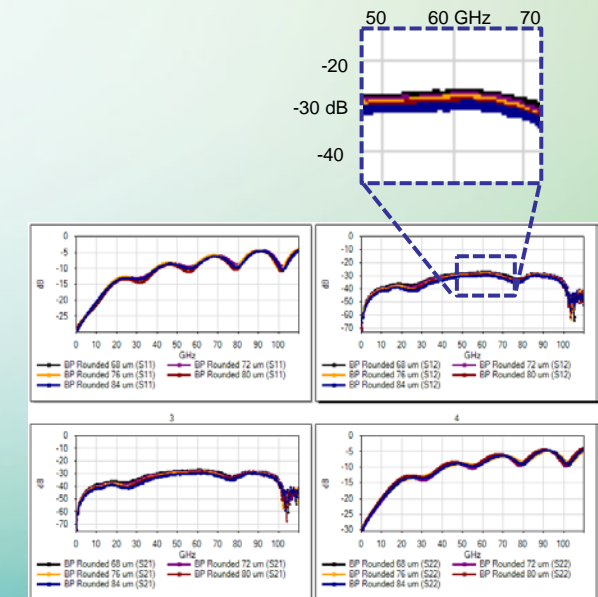 50 60 GHz 70
-20
-30 dB
-40
0
-5
-10
-15
-20
-25
dB
0 10 20 30 40 50 60 70 80 90 100
GHz
BP Rounded 68 um (S11) BP Rounded 72 um (S11)
BP Rounded 76 um (S11) BP Rounded 80 um (S11)
BP Rounded 84 um (S11)
0
-10
-20
-30
-40
-50
-60
-70
dB
0 10 20 30 40 50 60 70 80 90 100
GHz
BP Rounded 68 um (S12) BP Rounded 72 um (S12)
BP Rounded 76 um (S12) BP Rounded 80 um (S12)
BP Rounded 84 um (S12)
3
0
-10
-20
-30
-40
-50
-60
-70
dB
0 10 20 30 40 50 60 70 80 90 100
GHz
BP Rounded 68 um (S21) BP Rounded 72 um (S21)
BP Rounded 76 um (S21) BP Rounded 80 um (S21)
BP Rounded 84 um (S21)
4
0
-5
-10
-15
-20
-25
-30
dB
0 10 20 30 40 50 60 70 80 90 100
GHz
BP Rounded 68 um (S22) BP Rounded 72 um (S22)
BP Rounded 76 um (S22) BP Rounded 80 um (S22)
BP Rounded 84 um (S22)